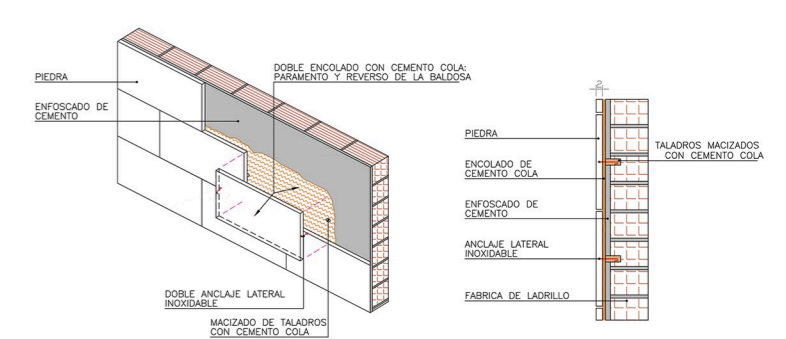 DOBLE ENCOLADO CON CEMENTO COLA:
PARAMENTO Y REVERSO DE LA BALDOSA
PIEDRA
ENFOSCADO DE
CEMENTO
DOBLE ANCLAJE LATERAL
INOXIDABLE
MACIZADO DE TALADROS
CON CEMENTO COLA
2
PIEDRA
TALADROS MACIZADOS
CON CEMENTO COLA
ENCOLADO DE
CEMENTO COLA
ENFOSCADO DE
CEMENTO
ANCLAJE LATERAL
INOXIDABLE
FABRICA DE LADRILLO